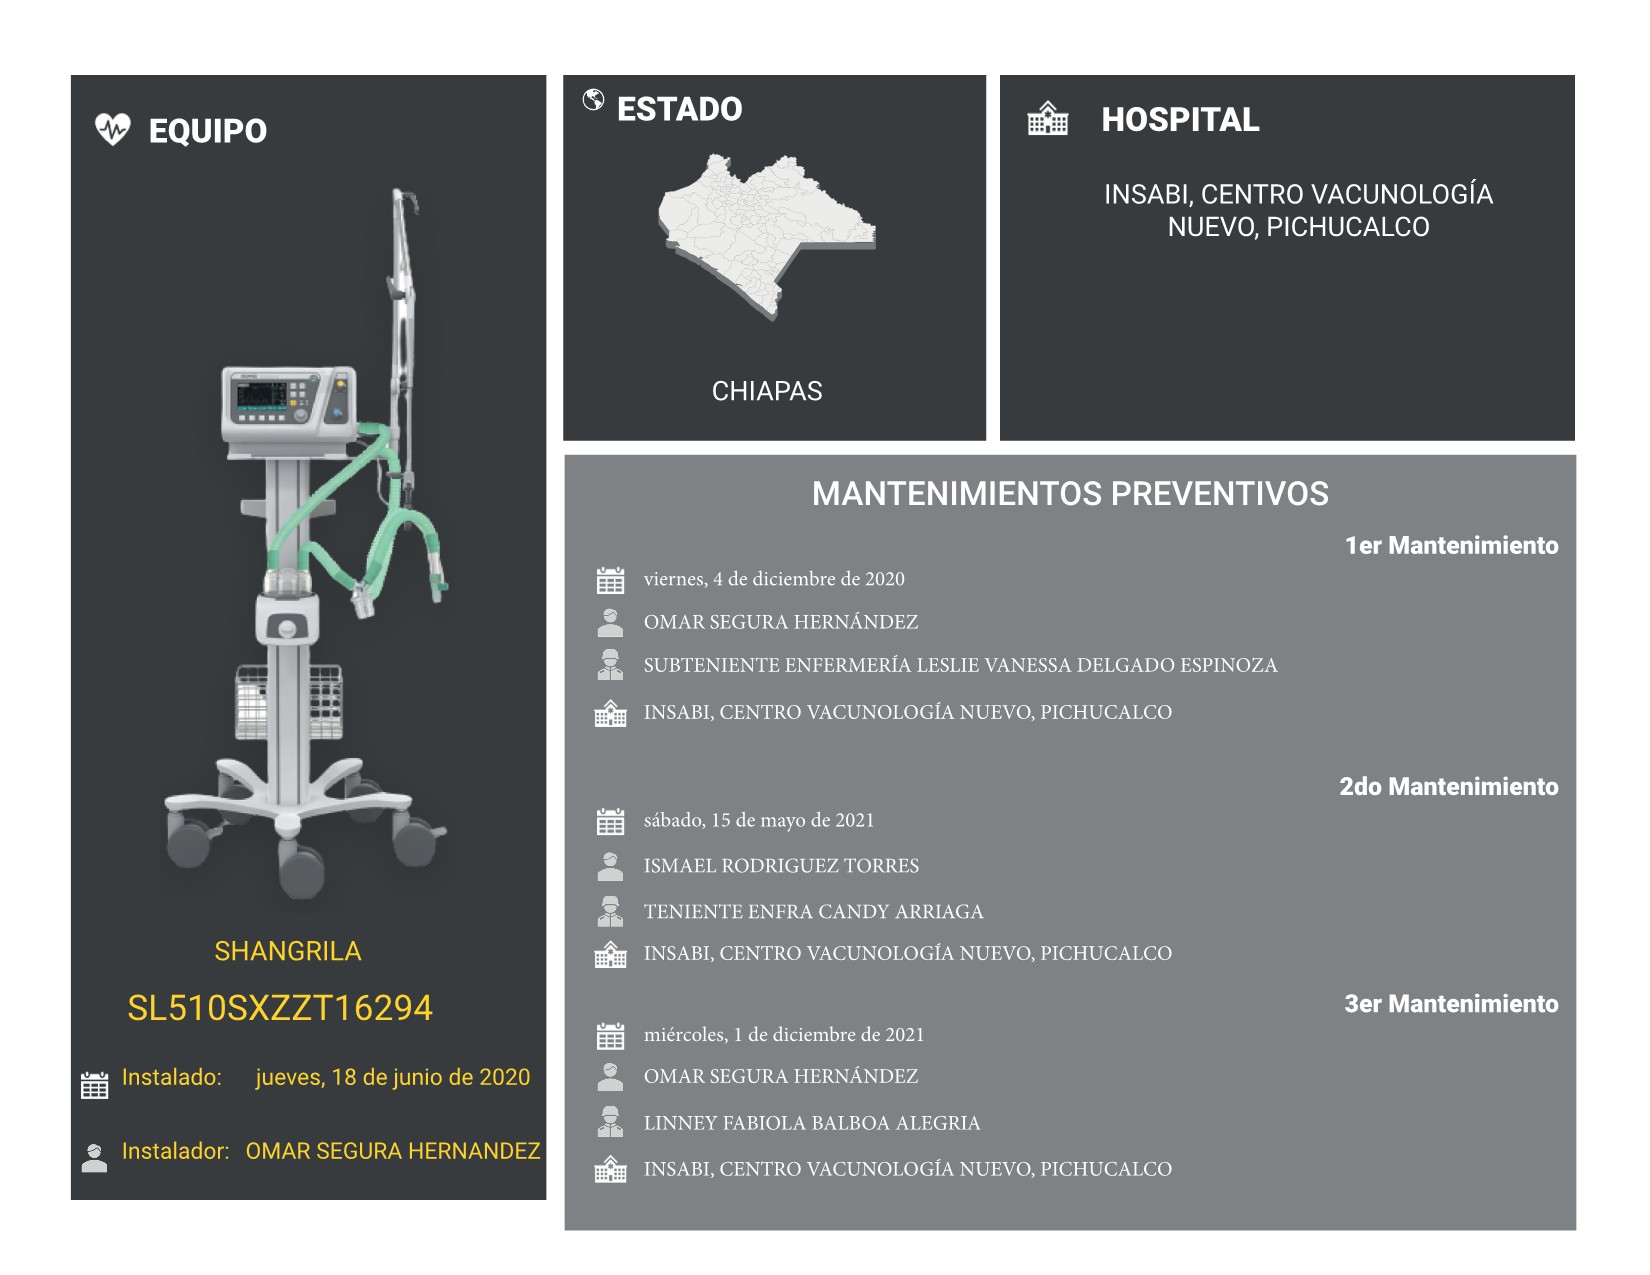 EQUIPO
SHANGRILA
SL510SXZZT16294
Instalado: jueves, 18 de junio de 2020
Instalador: OMAR SEGURA HERNANDEZ
ESTADO
CHIAPAS
HOSPITAL
INSABI, CENTRO VACUNOLOGÍA
NUEVO, PICHUCALCO
MANTENIMIENTOS PREVENTIVOS
1er Mantenimiento
viernes, 4 de diciembre de 2020
OMAR SEGURA HERNÁNDEZ
SUBTENIENTE ENFERMERÍA LESLIE VANESSA DELGADO ESPINOZA
INSABI, CENTRO VACUNOLOGÍA NUEVO, PICHUCALCO
2do Mantenimiento
sábado, 15 de mayo de 2021
ISMAEL RODRIGUEZ TORRES
TENIENTE ENFRA CANDY ARRIAGA
INSABI, CENTRO VACUNOLOGÍA NUEVO, PICHUCALCO
3er Mantenimiento
miércoles, 1 de diciembre de 2021
OMAR SEGURA HERNÁNDEZ
LINNEY FABIOLA BALBOA ALEGRIA
INSABI, CENTRO VACUNOLOGÍA NUEVO, PICHUCALCO